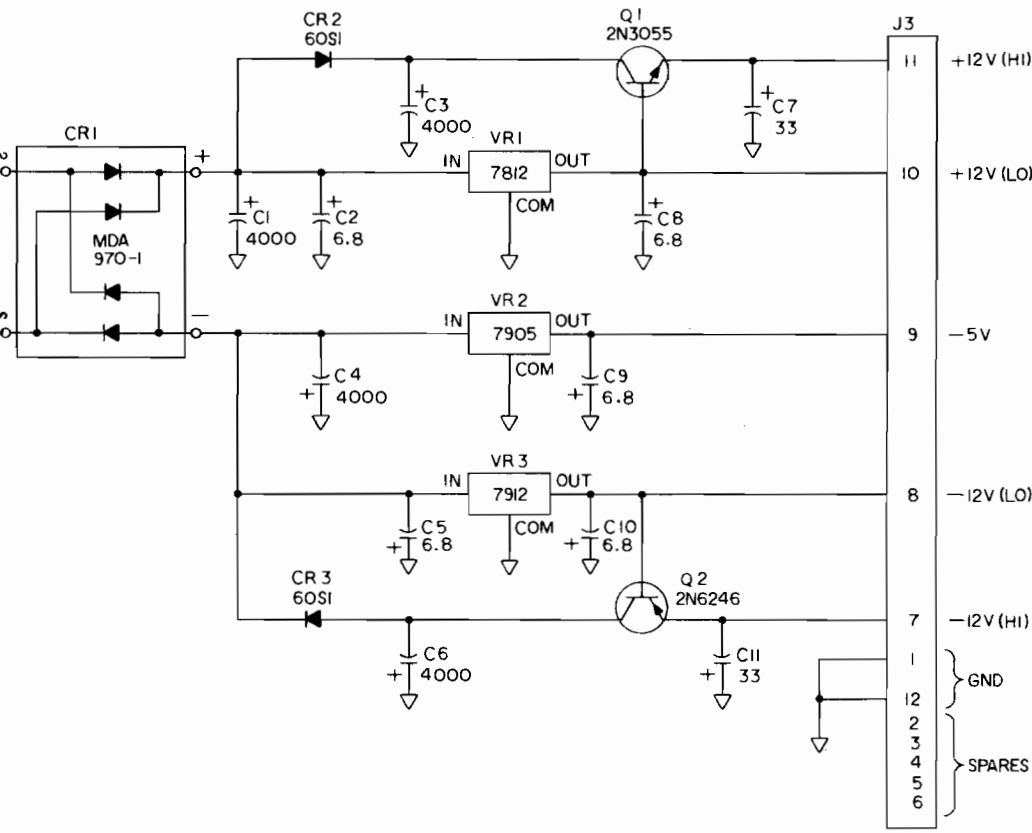 CR2
60S1
Q1
2N3055
J3
11
+12V(HI)
+
C3
4000
+
C7
33
CR1
2
+
IN
VR1
7812
OUT
COM
10
+12V(LO)
+
C1
4000
+
C2
6.8
+
C8
6.8
MDA
970-1
S
−
IN
VR2
7905
OUT
COM
9
−5V
+
C4
4000
+
C9
6.8
IN
VR3
7912
OUT
COM
8
−12V(LO)
+
C5
6.8
+
C10
6.8
CR3
60S1
Q2
2N6246
7
−12V(HI)
+
C6
4000
+
C11
33
1
12
GND
2
3
4
5
6
SPARES